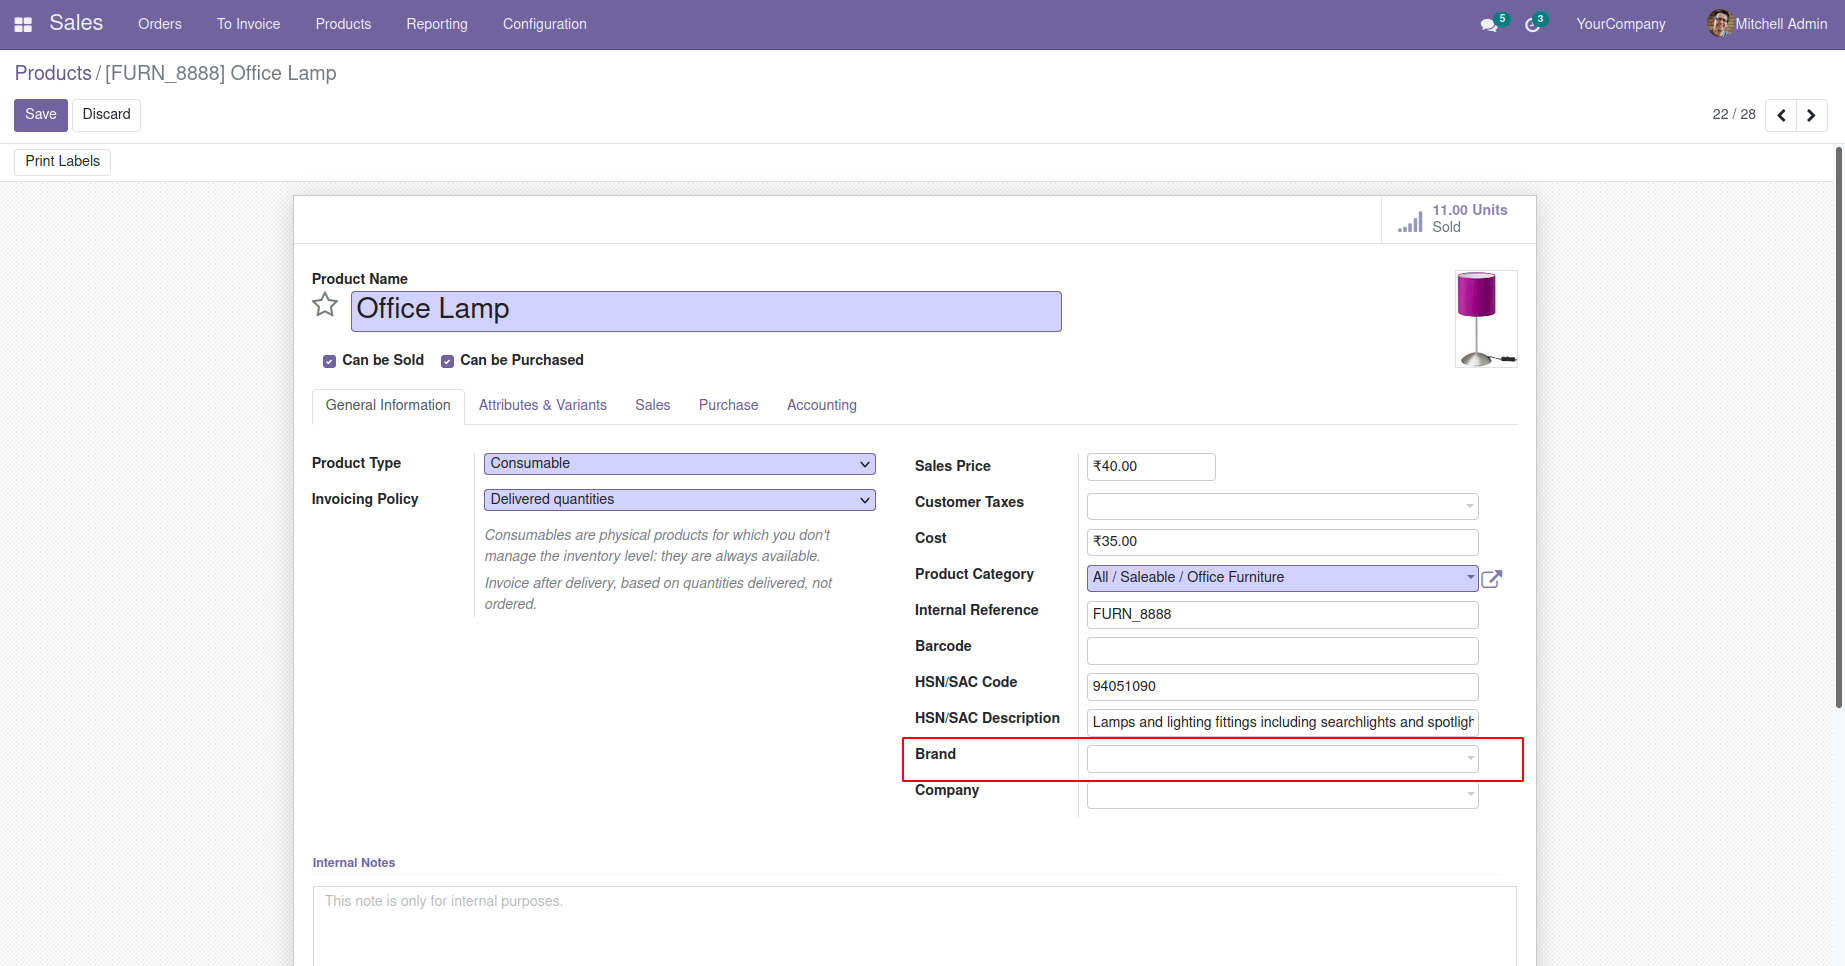 Sales Orders To Invoice Products Reporting Configuration 5 3 YourCompany Mitchell Admin
Products / [FURN_8888] Office Lamp
Save Discard 22 / 28
Print Labels
11.00 Units
Sold
Product Name
Office Lamp
Can be Sold Can be Purchased
General Information Attributes & Variants Sales Purchase Accounting
Product Type Consumable
Invoicing Policy Delivered quantities
Consumables are physical products for which you don't
manage the inventory level: they are always available.
Invoice after delivery, based on quantities delivered, not
ordered.
Sales Price ₹40.00
Customer Taxes
Cost ₹35.00
Product Category All / Saleable / Office Furniture
Internal Reference FURN_8888
Barcode
HSN/SAC Code 94051090
HSN/SAC Description Lamps and lighting fittings including searchlights and
Brand
Company
Internal Notes
This note is only for internal purposes.